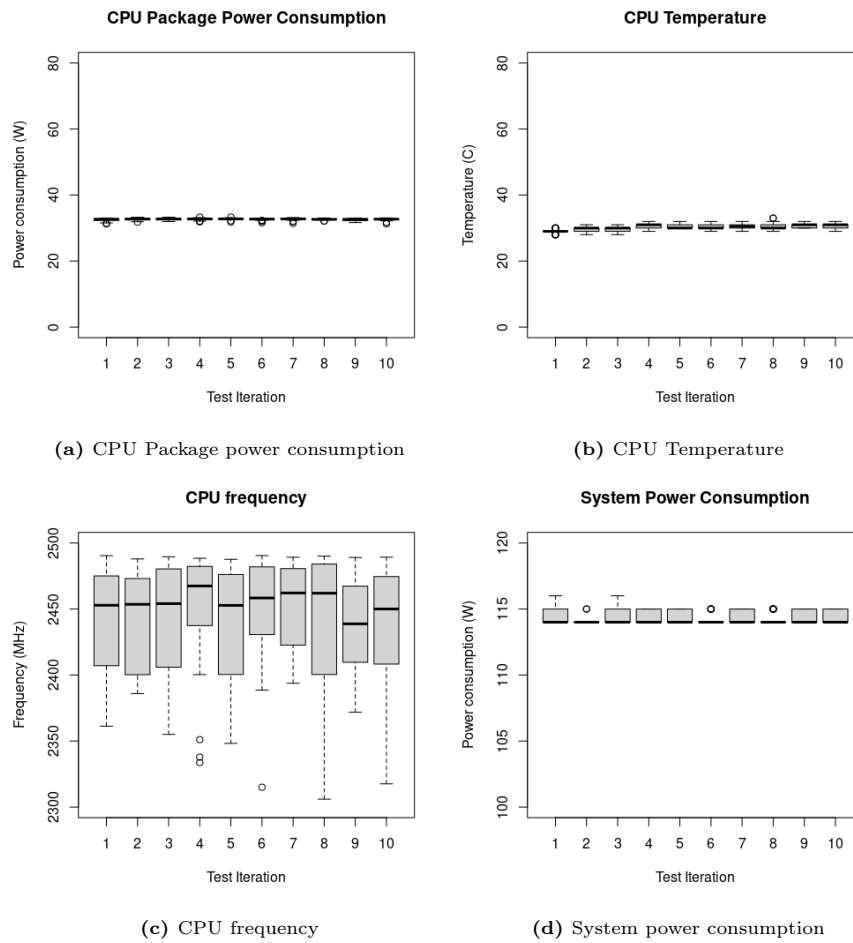 CPU Package Power Consumption
Power consumption (W)
80
60
40
20
0
1 2 3 4 5 6 7 8 9 10
Test Iteration
(a) CPU Package power consumption
CPU Temperature
Temperature (C)
80
60
40
20
0
1 2 3 4 5 6 7 8 9 10
Test Iteration
(b) CPU Temperature
CPU frequency
Frequency (MHz)
2500
2450
2400
2350
2300
1 2 3 4 5 6 7 8 9 10
Test Iteration
(c) CPU frequency
System Power Consumption
Power consumption (W)
120
115
110
105
100
1 2 3 4 5 6 7 8 9 10
Test Iteration
(d) System power consumption